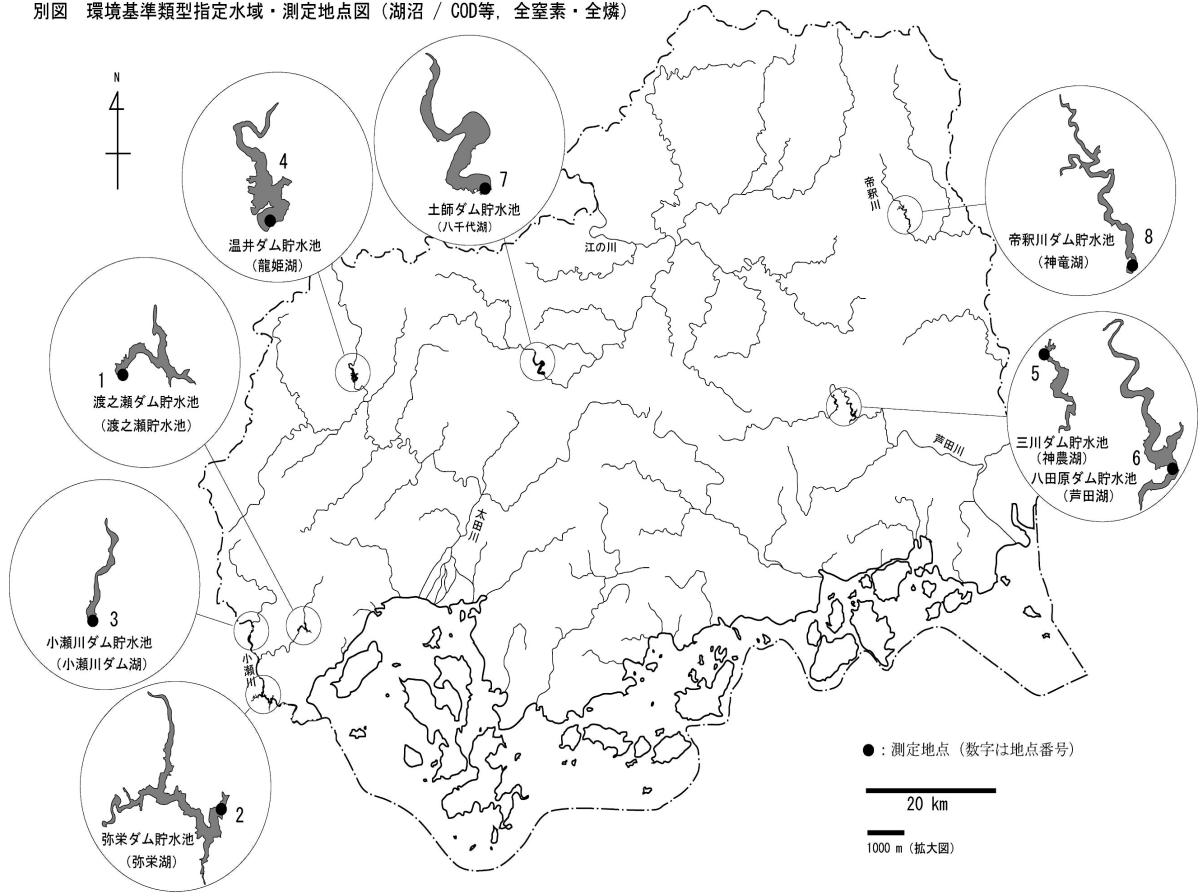 別図　環境基準類型指定水域・測定地点図（湖沼 / COD等，全窒素・全燐）
N
4
温井ダム貯水池
（龍姫湖）
7
土師ダム貯水池
（八千代湖）
8
帝釈川ダム貯水池
（神竜湖）
帝釈川
江の川
1
渡之瀬ダム貯水池
（渡之瀬貯水池）
5
三川ダム貯水池
（神農湖）
6
八田原ダム貯水池
（芦田湖）
芦田川
太田川
3
小瀬川ダム貯水池
（小瀬川ダム湖）
小瀬川
2
弥栄ダム貯水池
（弥栄湖）
●：測定地点（数字は地点番号）
20 km
1000 m（拡大図）